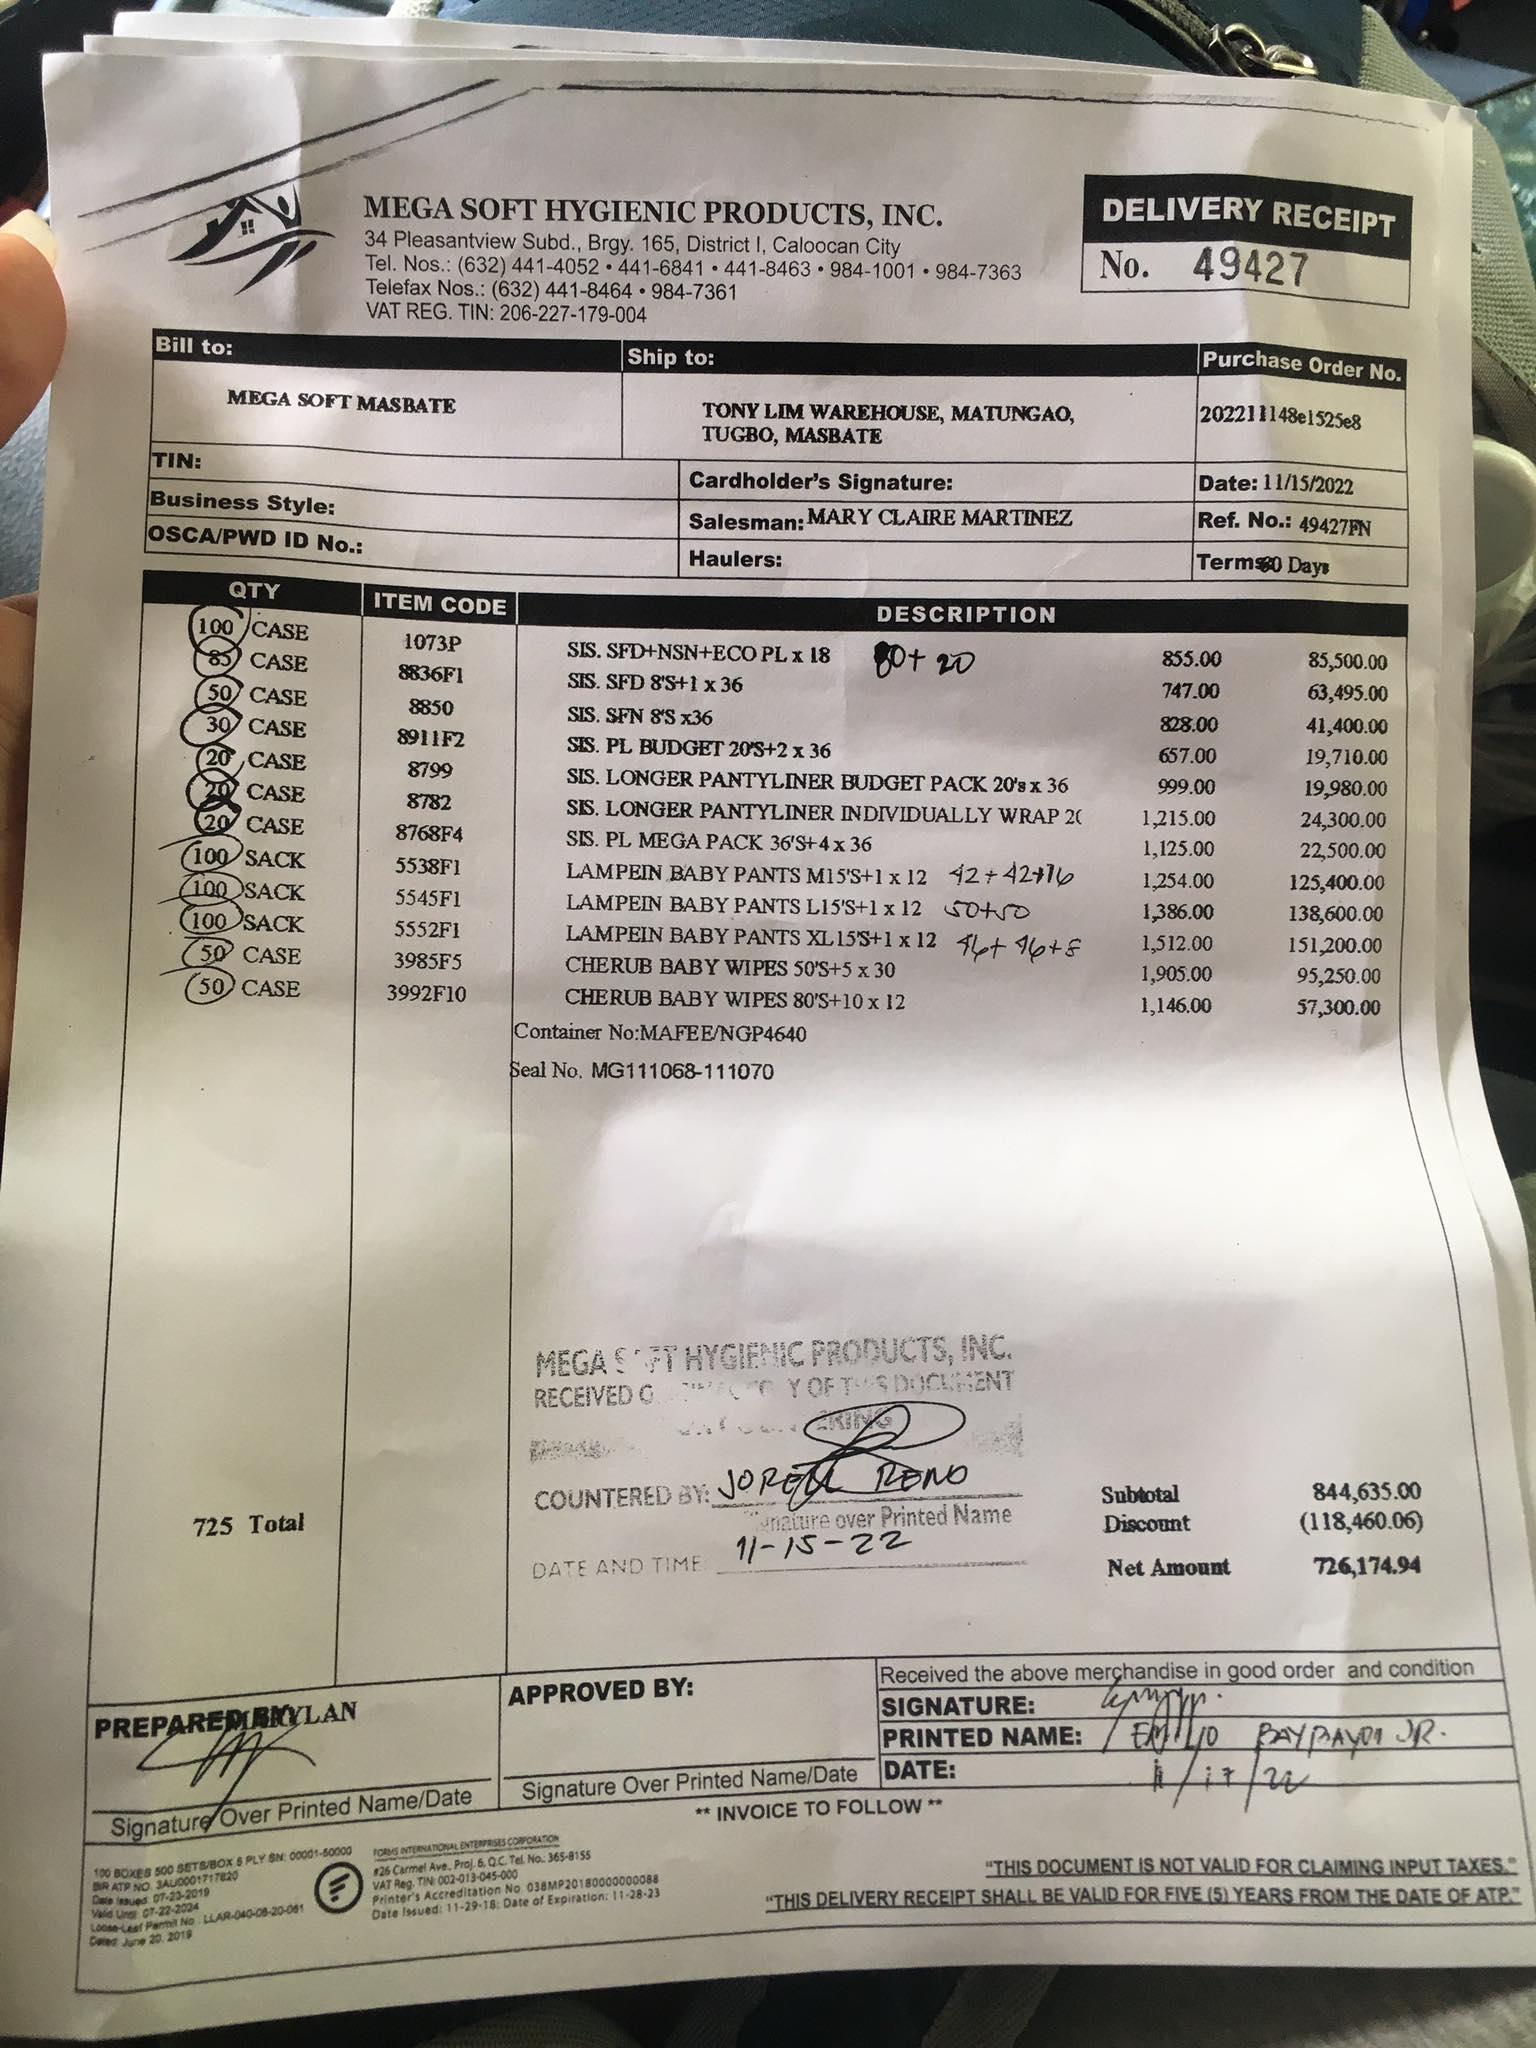 MEGA SOFT HYGIENIC PRODUCTS, INC.
34 Pleasantview Subd., Brgy. 165, District I, Caloocan City
Tel. Nos.: (632) 441-4052 • 441-6841 • 441-8463 • 984-1001 • 984-7363
Telefax Nos.: (632) 441-8464 • 984-7361
VAT REG. TIN: 206-227-179-004
DELIVERY RECEIPT
No. 49427
Bill to:
MEGA SOFT MASBATE
Ship to:
TONY LIM WAREHOUSE, MATUNGAO,
TUGBO, MASBATE
Purchase Order No.
202211148e1525e8
TIN:
Business Style:
OSCA/PWD ID No.:
Cardholder's Signature:
Salesman: MARY CLAIRE MARTINEZ
Haulers:
Date: 11/15/2022
Ref. No.: 49427FN
Terms: 60 Days
QTY ITEM CODE DESCRIPTION
100 CASE 1073P SIS. SFD+NSN+ECO PL x 18 80+20 855.00 85,500.00
85 CASE 8836F1 SIS. SFD 8'S+1 x 36 747.00 63,495.00
50 CASE 8850 SIS. SFN 8'S x36 828.00 41,400.00
30 CASE 8911F2 SIS. PL BUDGET 20'S+2 x 36 657.00 19,710.00
20 CASE 8799 SIS. LONGER PANTYLINER BUDGET PACK 20's x 36 999.00 19,980.00
20 CASE 8782 SIS. LONGER PANTYLINER INDIVIDUALLY WRAP 2( 1,215.00 24,300.00
20 CASE 8768F4 SIS. PL MEGA PACK 36'S+4 x 36 1,125.00 22,500.00
100 SACK 5538F1 LAMPEIN BABY PANTS M15'S+1 x 12 42+42+16 1,254.00 125,400.00
100 SACK 5545F1 LAMPEIN BABY PANTS L15'S+1 x 12 50+50 1,386.00 138,600.00
100 SACK 5552F1 LAMPEIN BABY PANTS XL15'S+1 x 12 46+46+8 1,512.00 151,200.00
50 CASE 3985F5 CHERUB BABY WIPES 50'S+5 x 30 1,905.00 95,250.00
50 CASE 3992F10 CHERUB BABY WIPES 80'S+10 x 12 1,146.00 57,300.00
Container No:MAFEE/NGP4640
Seal No. MG111068-111070
MEGA SOFT HYGIENIC PRODUCTS, INC.
RECEIVED ORIGINAL COPY OF THIS DOCUMENT
COUNTERED BY: JORELL RENO
Signature over Printed Name
DATE AND TIME: 11-15-22
725 Total
Subtotal 844,635.00
Discount (118,460.06)
Net Amount 726,174.94
PREPARED BY: MARYLAN
Signature Over Printed Name/Date
APPROVED BY:
Signature Over Printed Name/Date
Received the above merchandise in good order and condition
SIGNATURE:
PRINTED NAME: EMILIO BAYBAYON JR.
DATE: 11/17/22
** INVOICE TO FOLLOW **
100 BOXES 500 SETS/BOX 5 PLY SN: 00001-50000
BIR ATP NO. 3AU0001717820
Date Issued: 07-23-2019
Valid Until: 07-22-2024
Loose-Leaf Permit No.: LLAR-040-06-20-061
Dated: June 20, 2019
FORMS INTERNATIONAL ENTERPRISES CORPORATION
#26 Carmel Ave., Proj. 6, Q.C. Tel. No.: 365-8155
VAT Reg. TIN: 002-013-045-000
Printer's Accreditation No. 038MP20180000000088
Date Issued: 11-29-18: Date of Expiration: 11-28-23
"THIS DOCUMENT IS NOT VALID FOR CLAIMING INPUT TAXES."
"THIS DELIVERY RECEIPT SHALL BE VALID FOR FIVE (5) YEARS FROM THE DATE OF ATP."